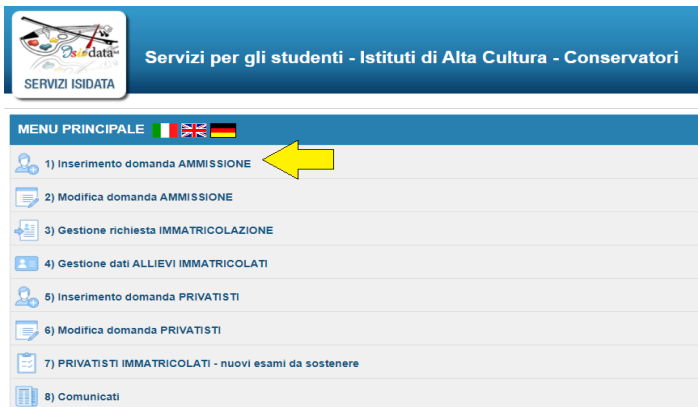 Isidata
SERVIZI ISIDATA
Servizi per gli studenti - Istituti di Alta Cultura - Conservatori
MENU PRINCIPALE
1) Inserimento domanda AMMISSIONE
2) Modifica domanda AMMISSIONE
3) Gestione richiesta IMMATRICOLAZIONE
4) Gestione dati ALLIEVI IMMATRICOLATI
5) Inserimento domanda PRIVATISTI
6) Modifica domanda PRIVATISTI
7) PRIVATISTI IMMATRICOLATI - nuovi esami da sostenere
8) Comunicati